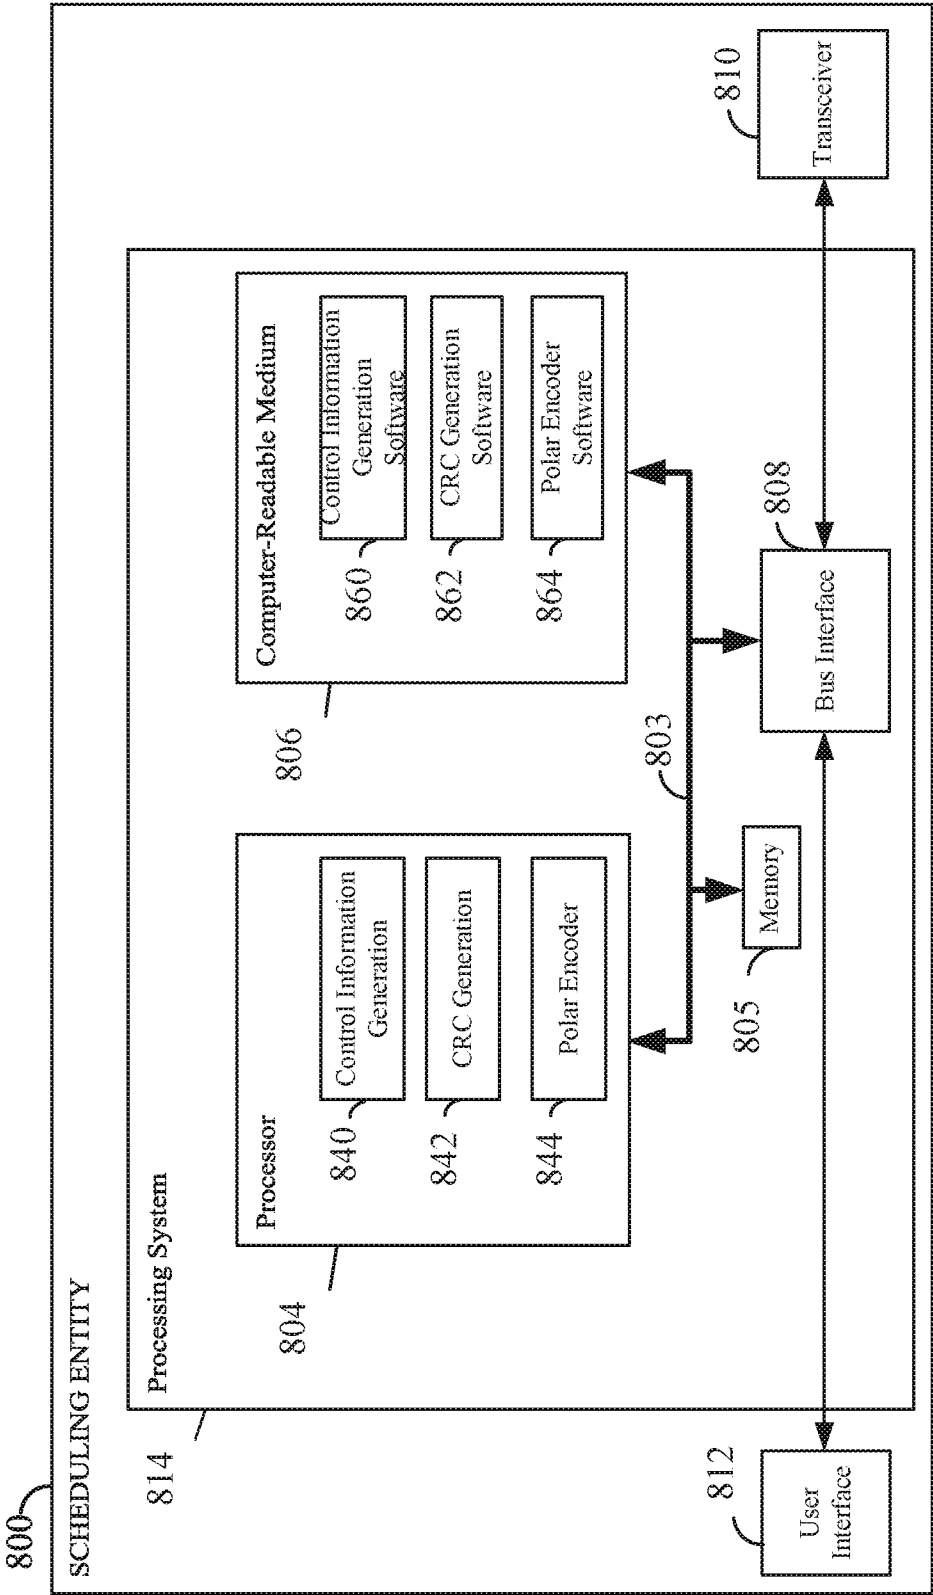 800
SCHEDULING ENTITY
814
Processing System
804
Processor
840
Control Information
Generation
842
CRC Generation
844
Polar Encoder
806
Computer-Readable Medium
860
Control Information
Generation
Software
862
CRC Generation
Software
864
Polar Encoder
Software
803
805
Memory
808
Bus Interface
812
User
Interface
810
Transceiver